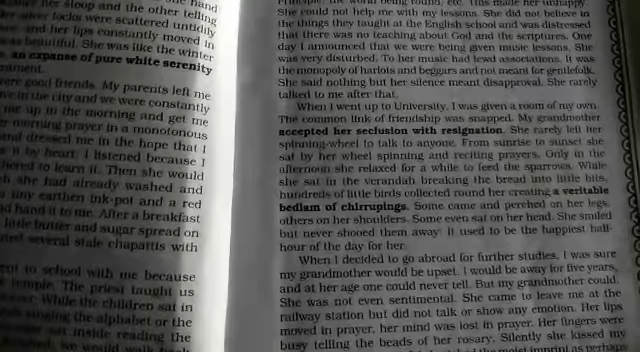 her stoop and the other telling
locks were scattered untidily
and her lips constantly moved in
was beautiful. She was like the winter
an expanse of pure white serenity
were good friends. My parents left me
to the city and we were constantly
me up in the morning and get me
morning prayer in a monotonous
and dressed me in the hope that I
it by heart. I listened because I
to learn it. Then she would
she had already washed and
tiny earthen ink-pot and a red
hand it to me. After a breakfast
little butter and sugar spread on
several stale chapattis with
to school with me because
temple. The priest taught us
While the children sat in
singing the alphabet or the
sat inside reading the
we would walk back
the world being round, etc. This made her unhappy.
She could not help me with my lessons. She did not believe in
the things they taught at the English school and was distressed
that there was no teaching about God and the scriptures. One
day I announced that we were being given music lessons. She
was very disturbed. To her music had lewd associations. It was
the monopoly of harlots and beggars and not meant for gentlefolk.
She said nothing but her silence meant disapproval. She rarely
talked to me after that.
When I went up to University, I was given a room of my own.
The common link of friendship was snapped. My grandmother
accepted her seclusion with resignation. She rarely left her
spinning-wheel to talk to anyone. From sunrise to sunset she
sat by her wheel spinning and reciting prayers. Only in the
afternoon she relaxed for a while to feed the sparrows. While
she sat in the verandah breaking the bread into little bits,
hundreds of little birds collected round her creating a veritable
bedlam of chirrupings. Some came and perched on her legs,
others on her shoulders. Some even sat on her head. She smiled
but never shooed them away. It used to be the happiest half-
hour of the day for her.
When I decided to go abroad for further studies, I was sure
my grandmother would be upset. I would be away for five years,
and at her age one could never tell. But my grandmother could.
She was not even sentimental. She came to leave me at the
railway station but did not talk or show any emotion. Her lips
moved in prayer, her mind was lost in prayer. Her fingers were
busy telling the beads of her rosary. Silently she kissed my
the moist imprint as perhaps